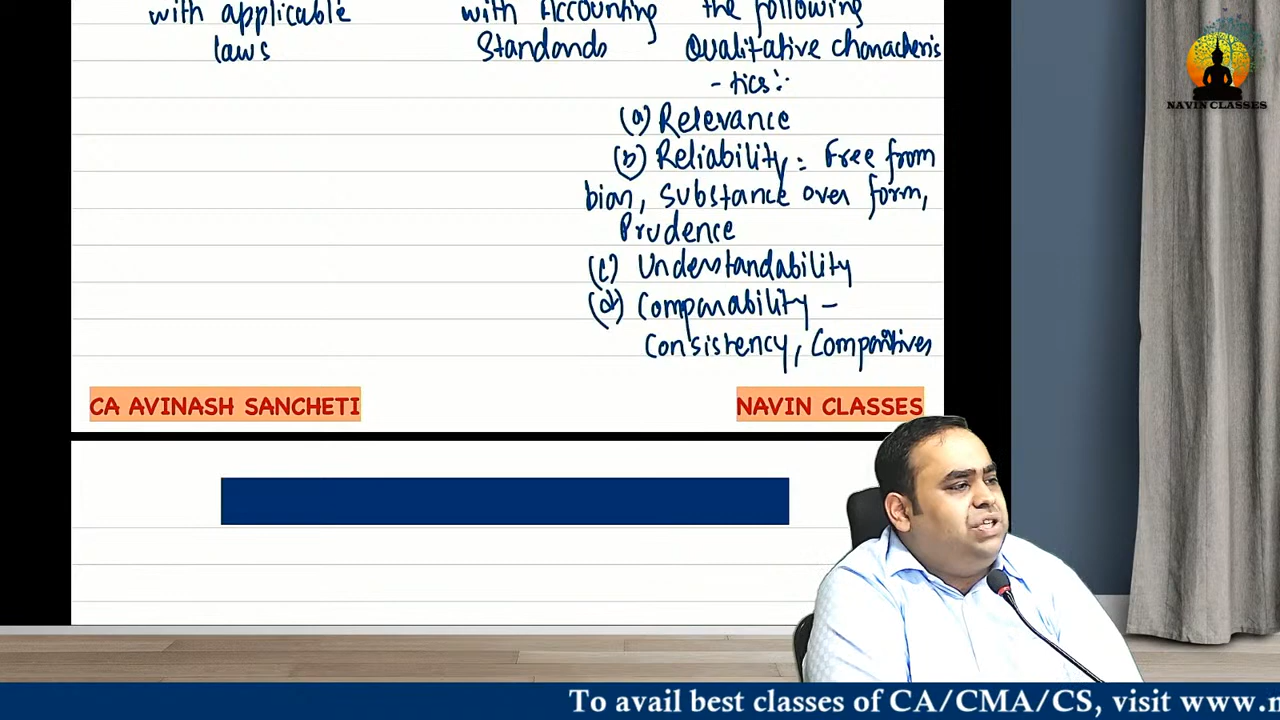 with applicable
laws
with Accounting
Standards
the following
Qualitative characteris
-tics:-
(a) Relevance
(b) Reliability: Free from
bias, Substance over form,
Prudence
(c) Understandability
(d) Comparability -
Consistency, Comparitives
CA AVINASH SANCHETI
NAVIN CLASSES
NAVIN CLASSES
To avail best classes of CA/CMA/CS, visit www.n